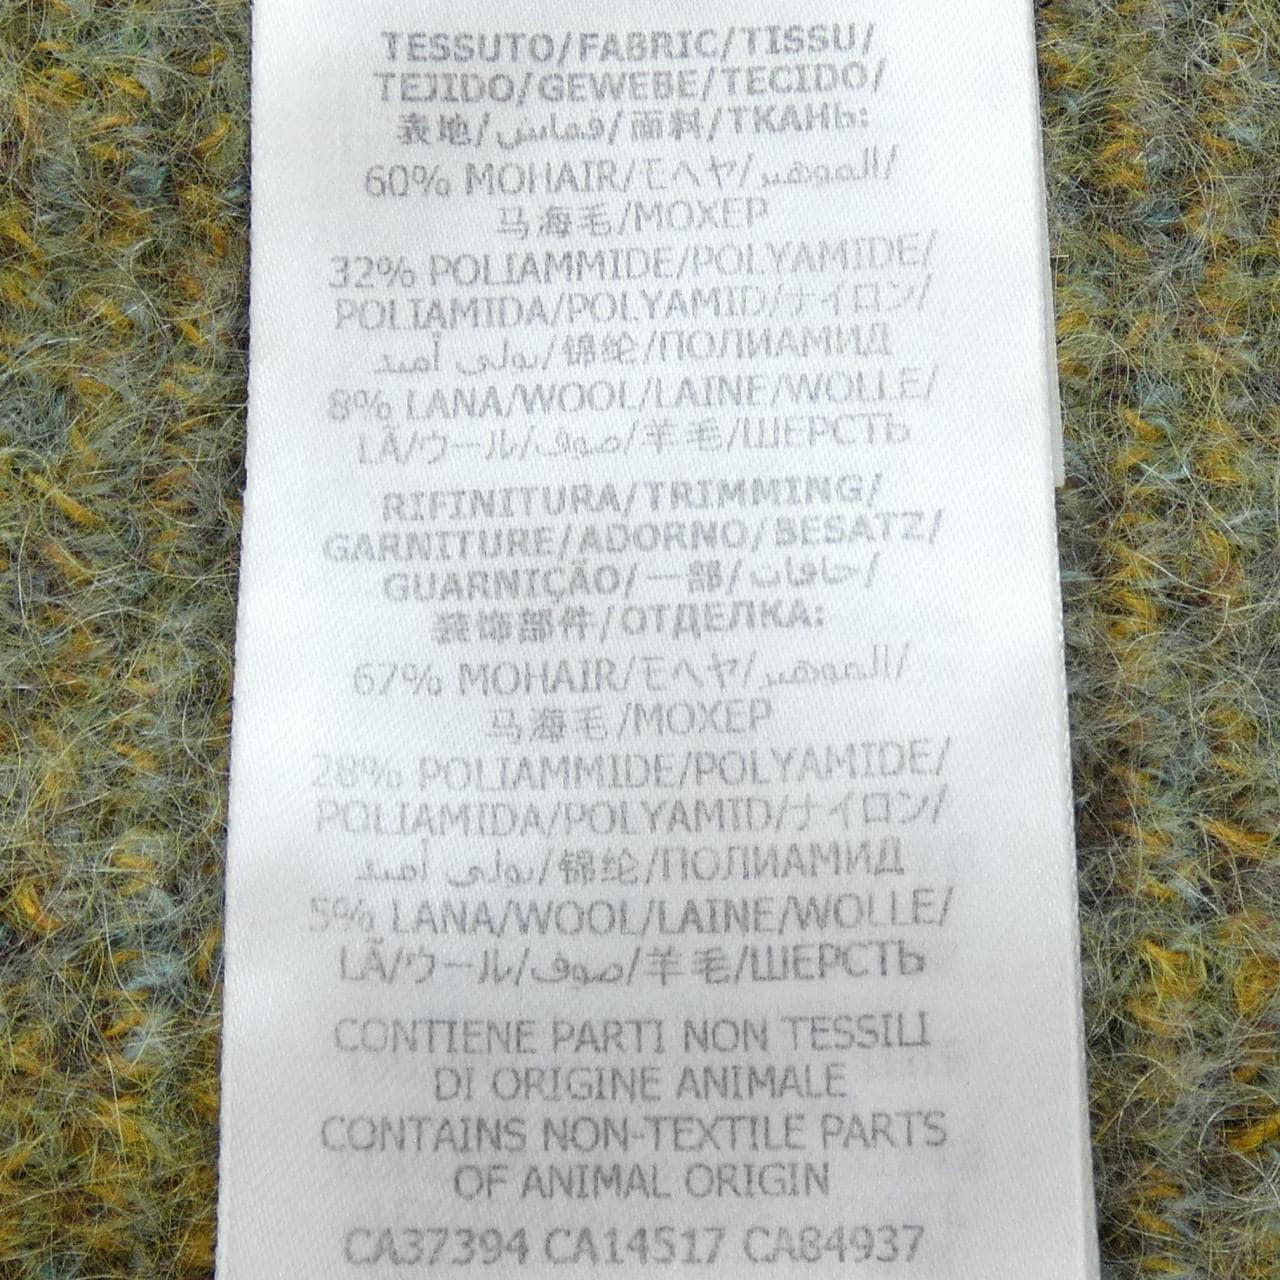 TESSUTO/FABRIC/TISSU/
TEJIDO/GEWEBE/TECIDO/
表地/قماش/面料/ТКАНЬ:
60% MOHAIR/モヘヤ/الموهير/
马海毛/МОХЕР
32% POLIAMMIDE/POLYAMIDE/
POLIAMIDA/POLYAMID/ナイロン/
بولي أميد/锦纶/ПОЛИАМИД
8% LANA/WOOL/LAINE/WOLLE/
LÃ/ウール/صوف/羊毛/ШЕРСТЬ
RIFINITURA/TRIMMING/
GARNITURE/ADORNO/BESATZ/
GUARNIÇÃO/一部/حافات/
装饰部件/ОТДЕЛКА:
67% MOHAIR/モヘヤ/الموهير/
马海毛/МОХЕР
28% POLIAMMIDE/POLYAMIDE/
POLIAMIDA/POLYAMID/ナイロン/
بولي أميد/锦纶/ПОЛИАМИД
5% LANA/WOOL/LAINE/WOLLE/
LÃ/ウール/صوف/羊毛/ШЕРСТЬ
CONTIENE PARTI NON TESSILI
DI ORIGINE ANIMALE
CONTAINS NON-TEXTILE PARTS
OF ANIMAL ORIGIN
CA37394 CA14517 CA84937